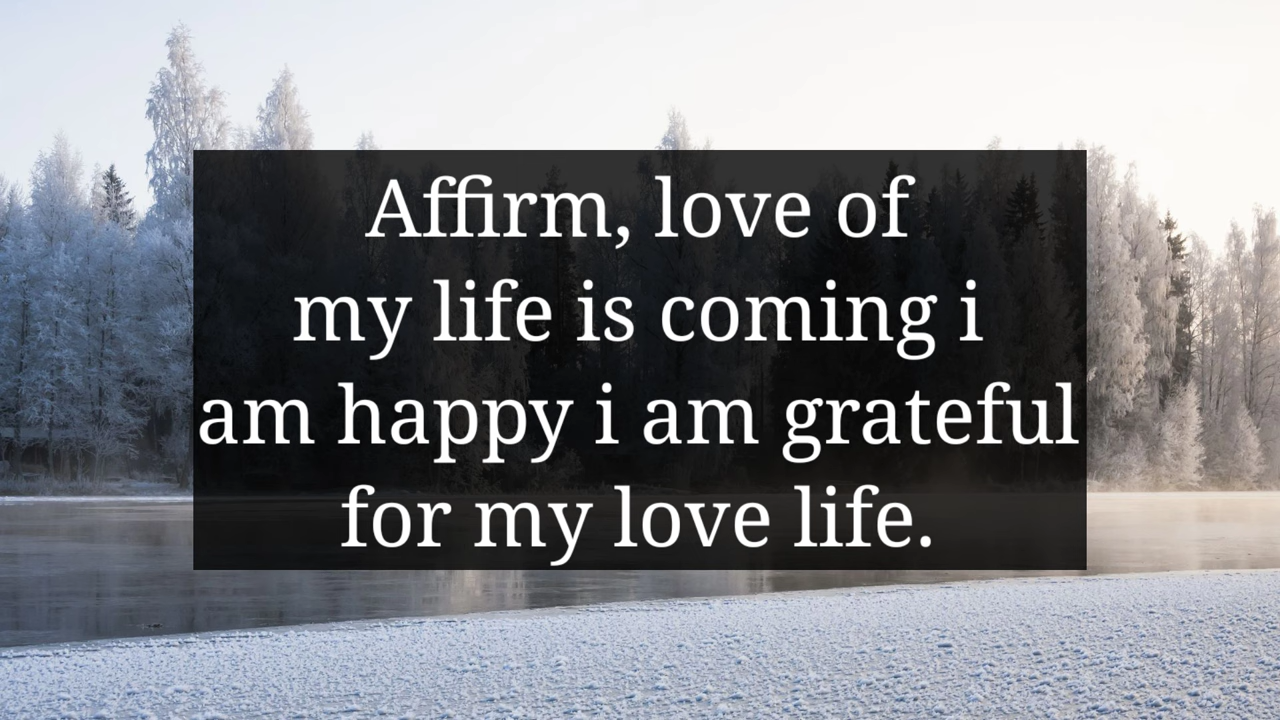 Affirm, love of
my life is coming i
am happy i am grateful
for my love life.